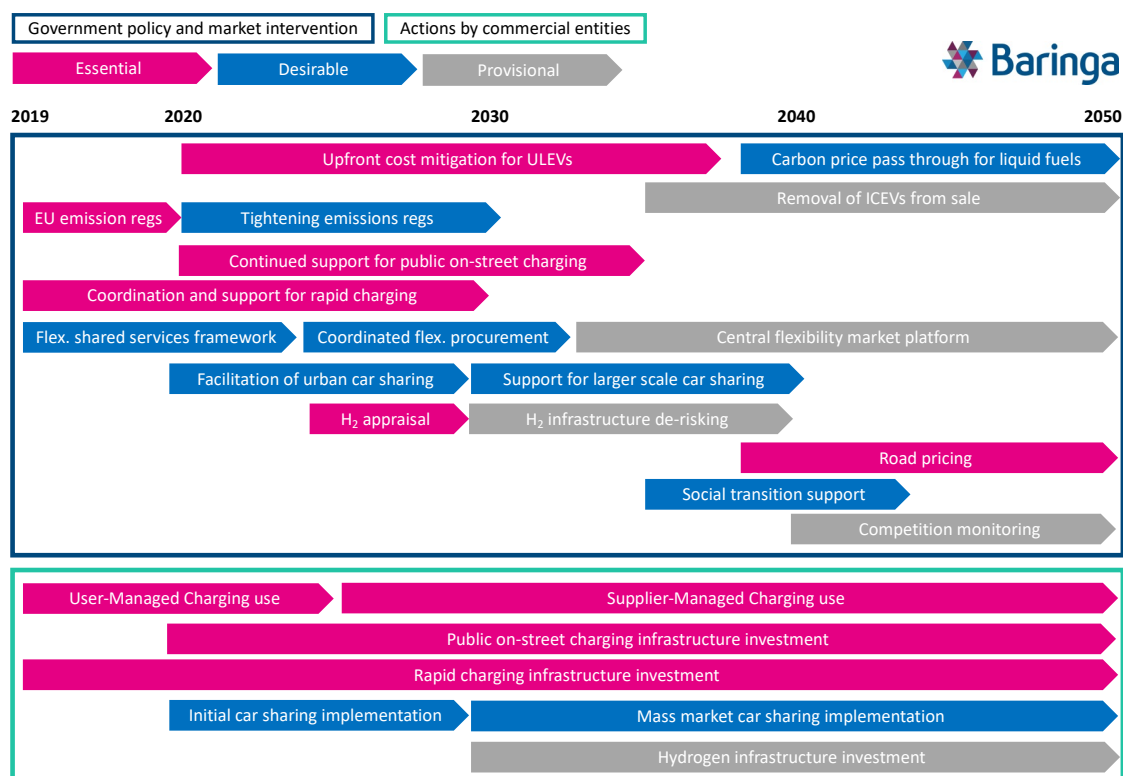 Government policy and market intervention
Actions by commercial entities
Essential
Desirable
Provisional
Baringa
2019
2020
2030
2040
2050
Upfront cost mitigation for ULEVs
Carbon price pass through for liquid fuels
Removal of ICEVs from sale
EU emission regs
Tightening emissions regs
Continued support for public on-street charging
Coordination and support for rapid charging
Flex. shared services framework
Coordinated flex. procurement
Central flexibility market platform
Facilitation of urban car sharing
Support for larger scale car sharing
H₂ appraisal
H₂ infrastructure de-risking
Road pricing
Social transition support
Competition monitoring
User-Managed Charging use
Supplier-Managed Charging use
Public on-street charging infrastructure investment
Rapid charging infrastructure investment
Initial car sharing implementation
Mass market car sharing implementation
Hydrogen infrastructure investment